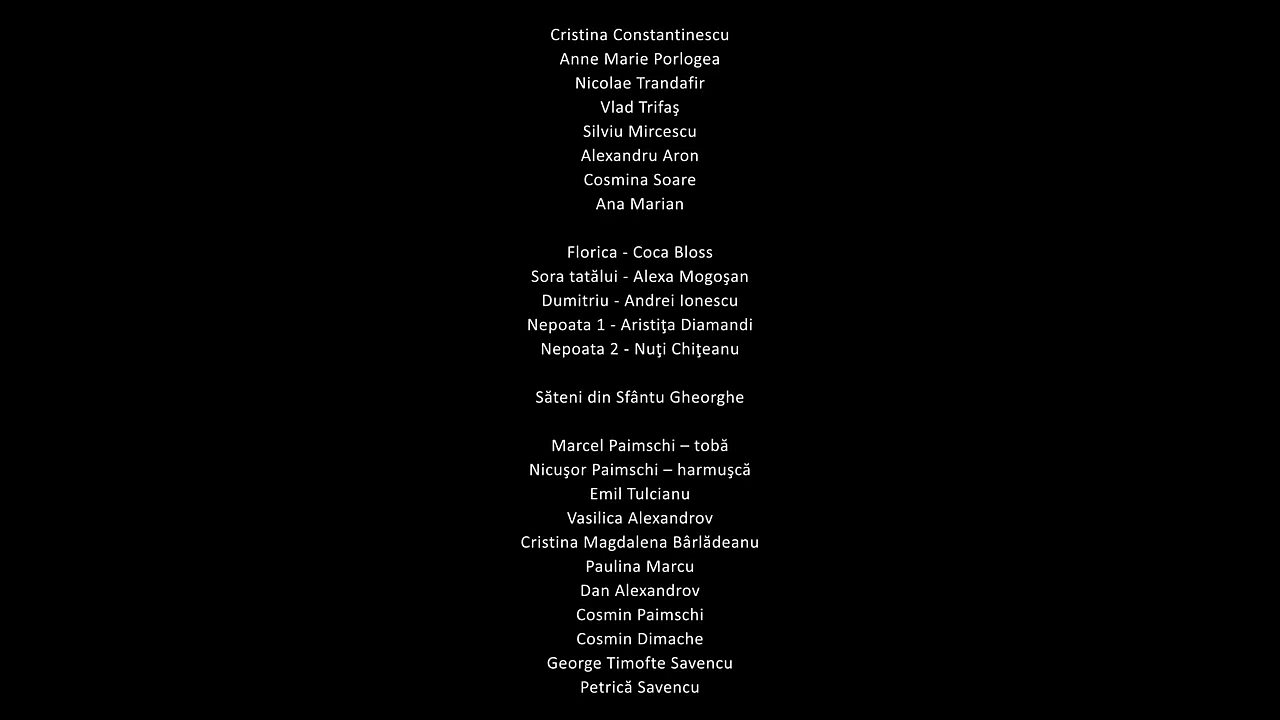 Cristina Constantinescu
Anne Marie Porlogea
Nicolae Trandafir
Vlad Trifaş
Silviu Mircescu
Alexandru Aron
Cosmina Soare
Ana Marian
Florica - Coca Bloss
Sora tatălui - Alexa Mogoşan
Dumitriu - Andrei Ionescu
Nepoata 1 - Aristiţa Diamandi
Nepoata 2 - Nuţi Chiţeanu
Săteni din Sfântu Gheorghe
Marcel Paimschi – tobă
Nicuşor Paimschi – harmuşcă
Emil Tulcianu
Vasilica Alexandrov
Cristina Magdalena Bârlădeanu
Paulina Marcu
Dan Alexandrov
Cosmin Paimschi
Cosmin Dimache
George Timofte Savencu
Petrică Savencu